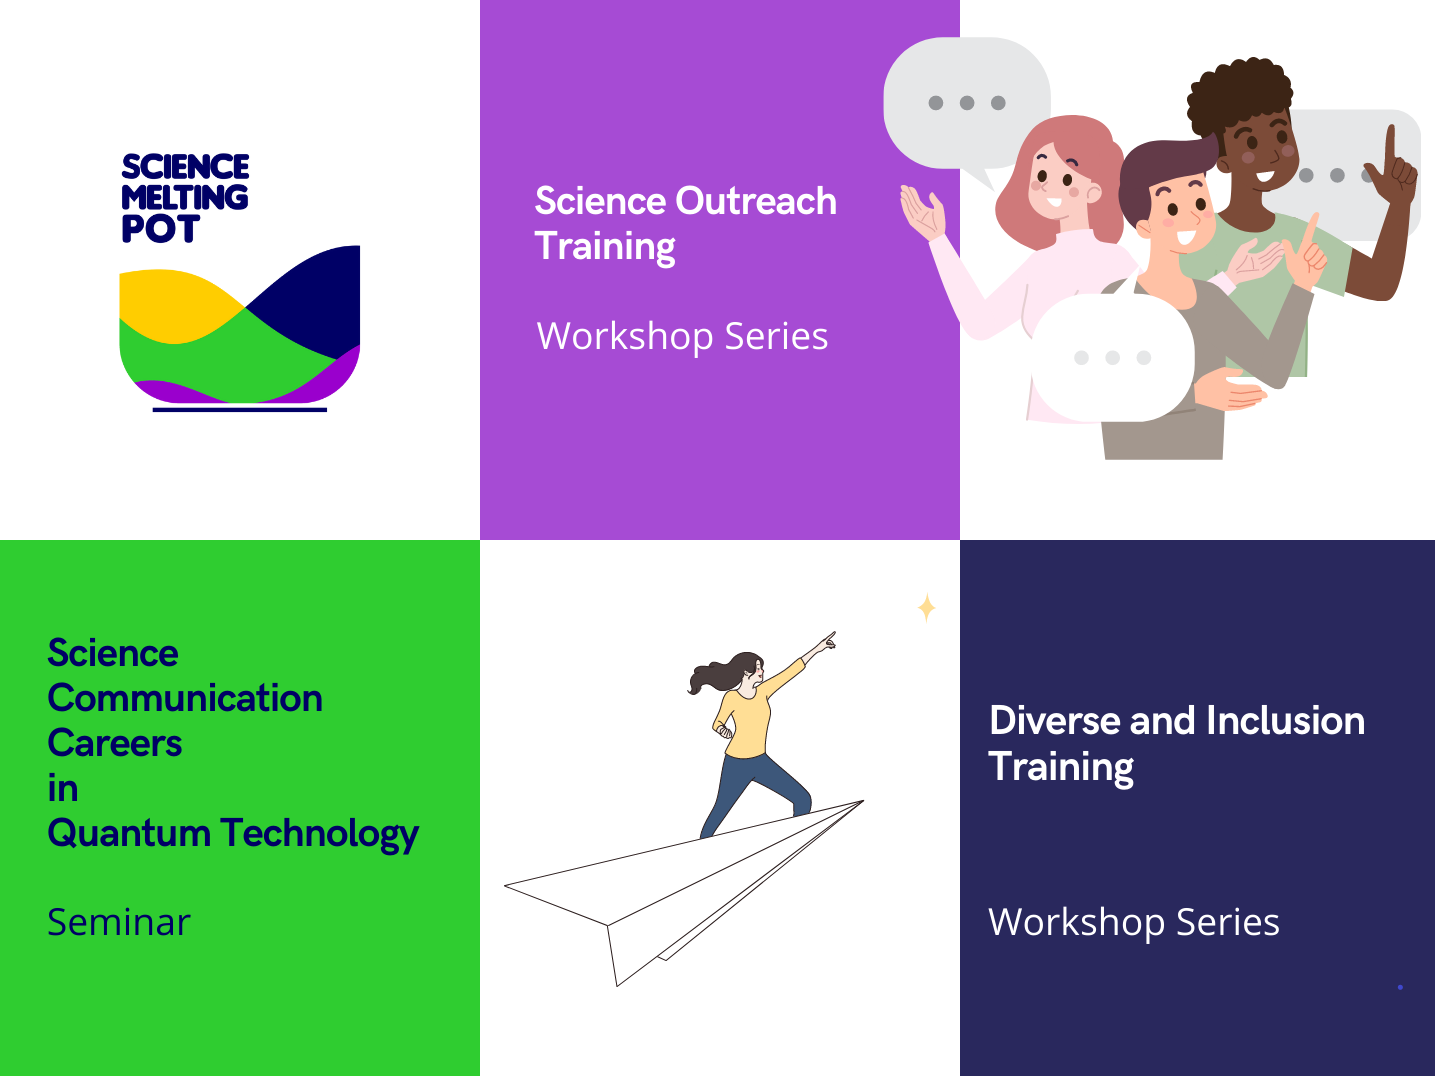 SCIENCE
MELTING
POT
Science Outreach
Training
Workshop Series
Science
Communication
Careers
in
Quantum Technology
Seminar
Diverse and Inclusion
Training
Workshop Series